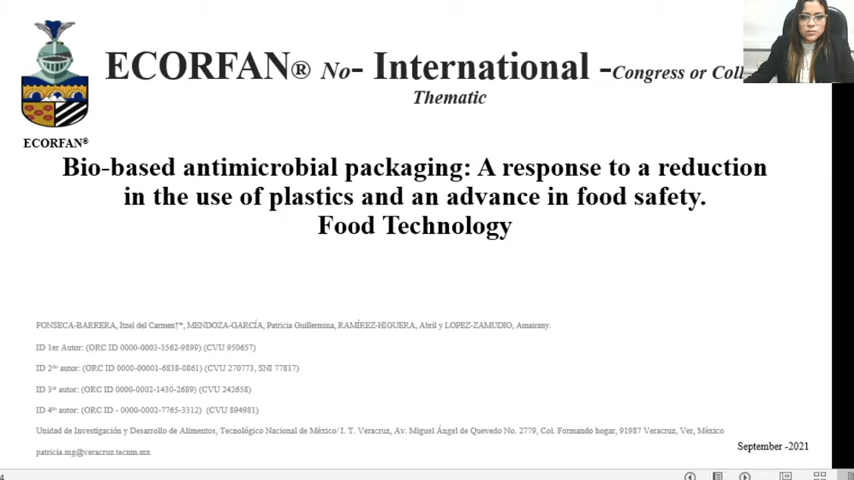 ECORFAN® No- International -Congress or Coll
Thematic
ECORFAN®
Bio-based antimicrobial packaging: A response to a reduction
in the use of plastics and an advance in food safety.
Food Technology
FONSECA-BARRERA, Itzel del Carmen†*, MENDOZA-GARCÍA, Patricia Guillermina, RAMÍREZ-HIGUERA, Abril y LOPEZ-ZAMUDIO, Amairany.
ID 1er Autor: (ORC ID 0000-0003-3562-9899) (CVU 950657)
ID 2do autor: (ORC ID 0000-00001-6838-0861) (CVU 270773, SNI 77817)
ID 3er autor: (ORC ID 0000-0002-1430-2689) (CVU 242658)
ID 4th autor: (ORC ID - 0000-0002-7765-3312) (CVU 894981)
Unidad de Investigación y Desarrollo de Alimentos, Tecnológico Nacional de México/ I. T. Veracruz, Av. Miguel Ángel de Quevedo No. 2779, Col. Formando hogar, 91987 Veracruz, Ver, México
September -2021
patricia.mg@veracruz.tecnm.mx
4